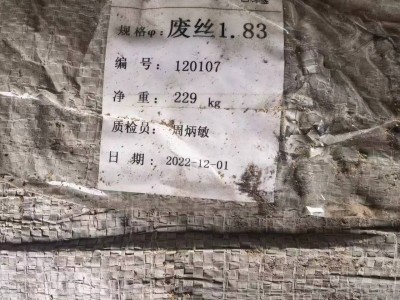 规格φ: 废丝1.83
编号: 120107
净重: 229 kg
质检员: 周炳敏
日期: 2022-12-01